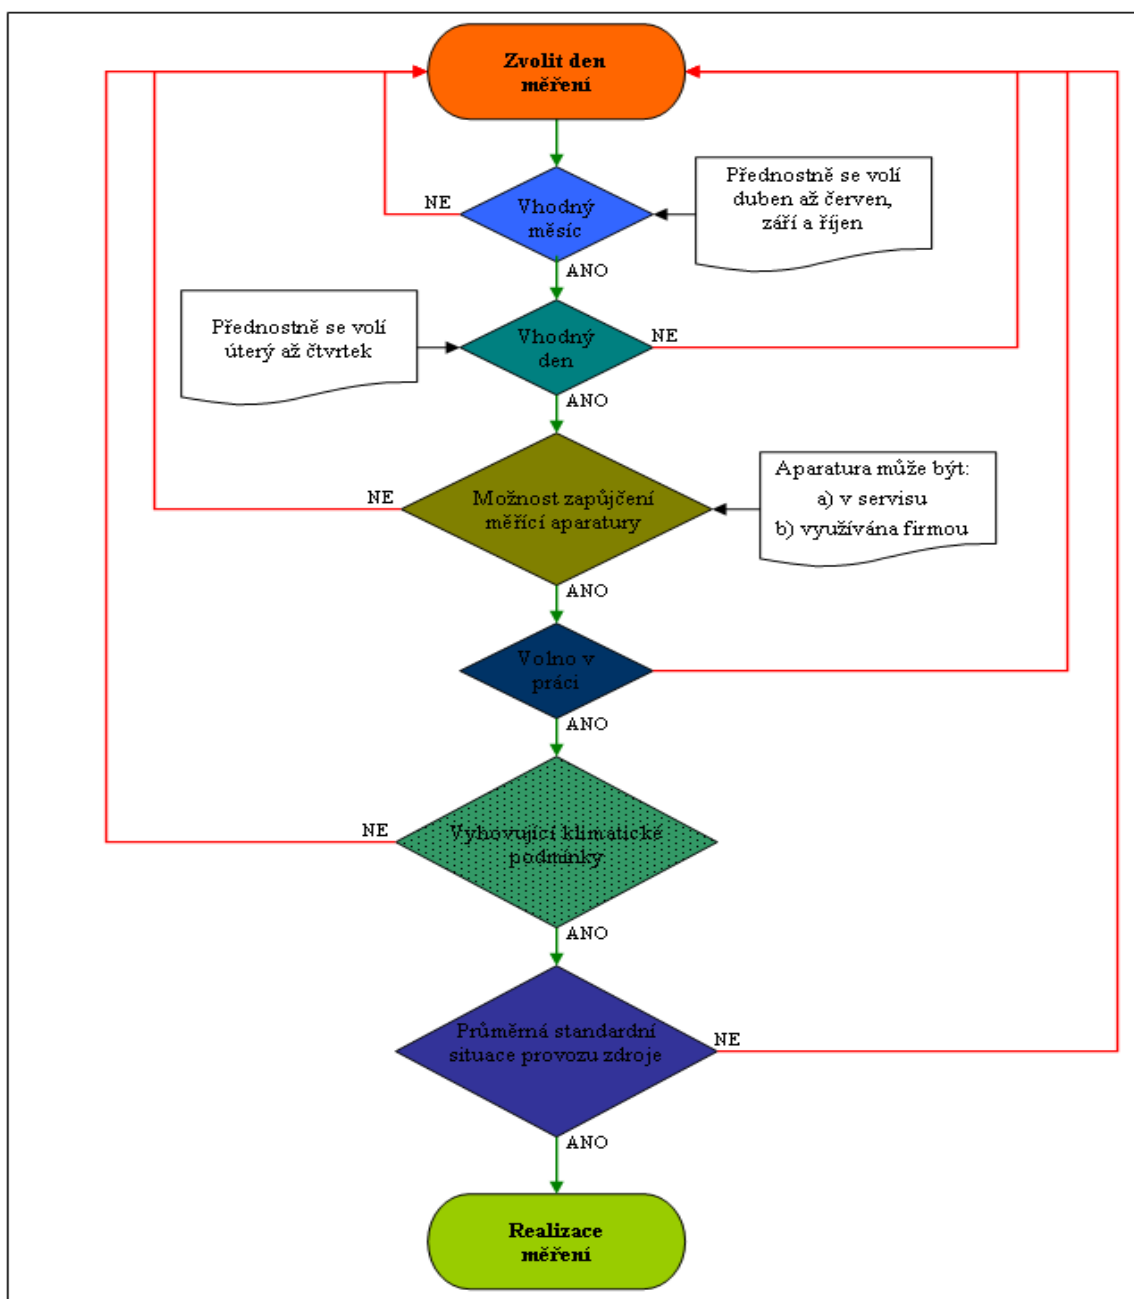 Zvolit den
měření
Přednostně se volí
duben až červen,
září a říjen
NE
Vhodný
měsíc
ANO
Přednostně se volí
úterý až čtvrtek
Vhodný
den
NE
ANO
Aparatura může být:
a) v servisu
b) využívána firmou
NE
Možnost zapůjčení
měřící aparatury
ANO
Volno v
práci
ANO
NE
Vyhovující klimatické
podmínky
ANO
Průměrná standardní
situace provozu zdroje
NE
ANO
Realizace
měření